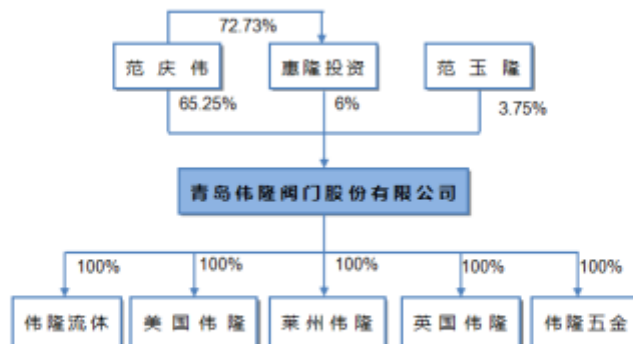 72.73%
范庆伟
惠隆投资
范玉隆
65.25%
6%
3.75%
青岛伟隆阀门股份有限公司
100%
100%
100%
100%
100%
伟隆流体
美国伟隆
莱州伟隆
英国伟隆
伟隆五金